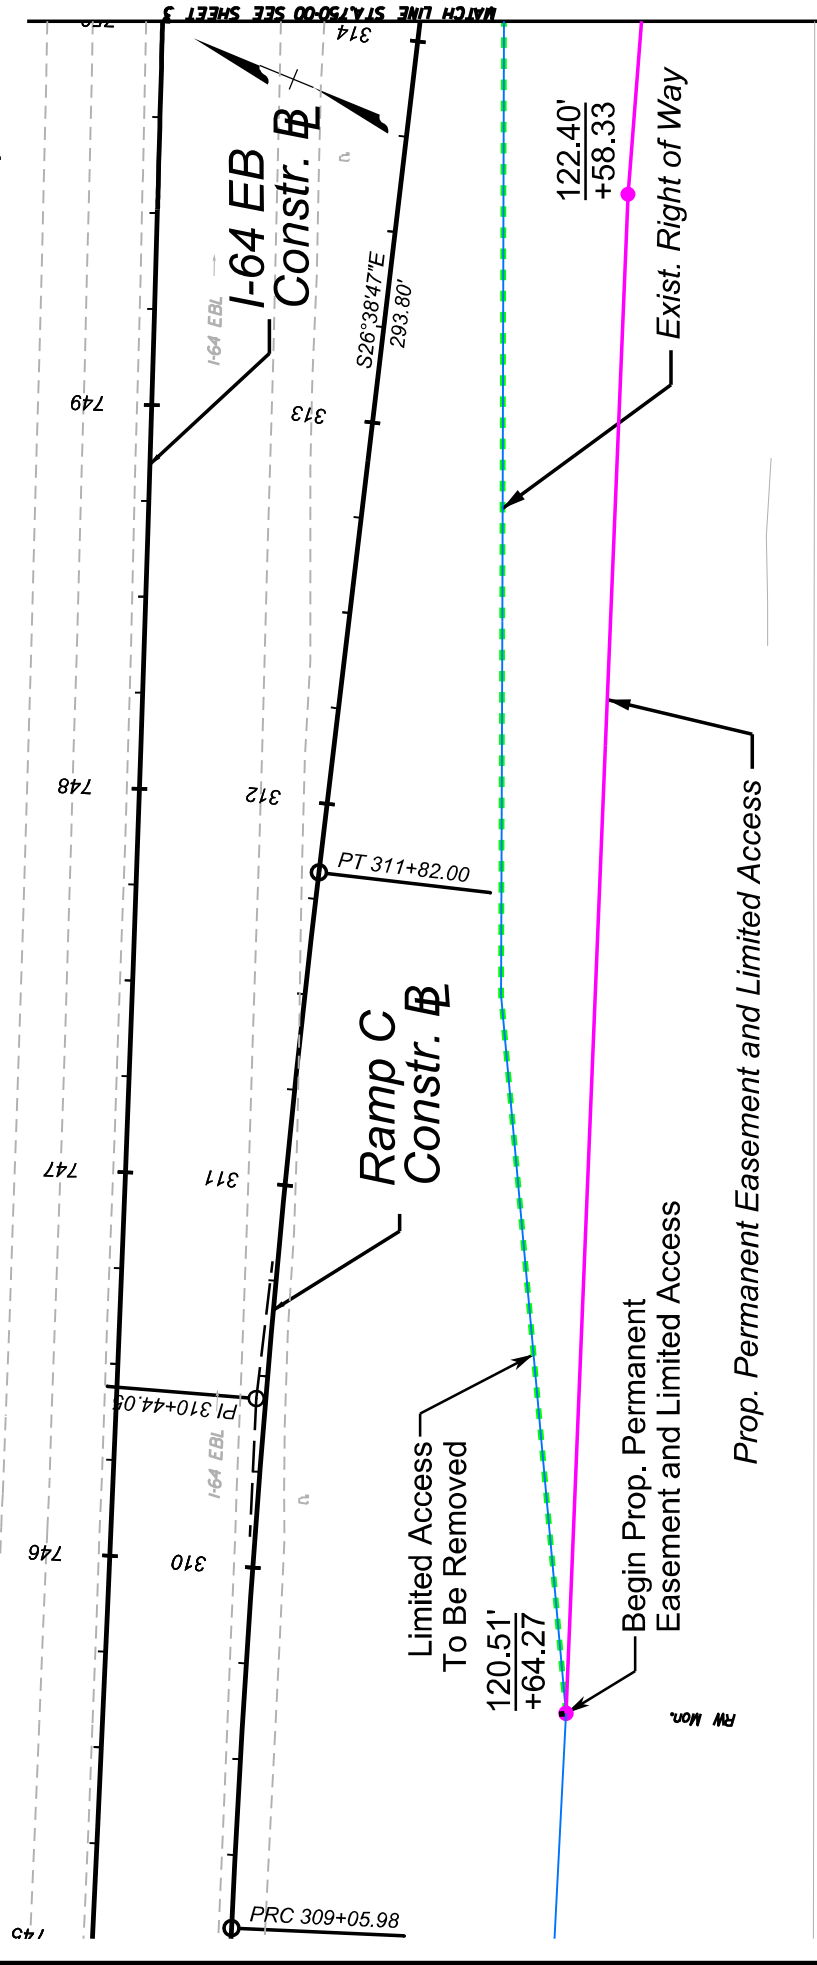 MATCH LINE STA.750+00 SEE SHEET 3
314
I-64 EB
Constr. BL
122.40'
+58.33
Exist. Right of Way
I-64 EBL
S26°38'47"E
293.80'
749
313
748
312
PT 311+82.00
Ramp C
Constr. BL
Prop. Permanent Easement and Limited Access
747
311
PI 310+44.05
I-64 EBL
Limited Access
To Be Removed
Begin Prop. Permanent
Easement and Limited Access
746
310
120.51'
+64.27
RW Mon.
PRC 309+05.98